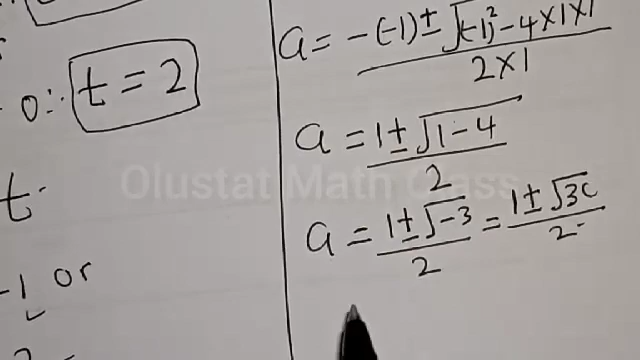 0 ∴ t = 2
t.
-1 or
a = -(-1) ± √(-1)² - 4×1×1 / 2×1
a = 1 ± √1-4 / 2
Olustat Math Class
a = 1 ± √-3 / 2 = 1 ± √3i / 2